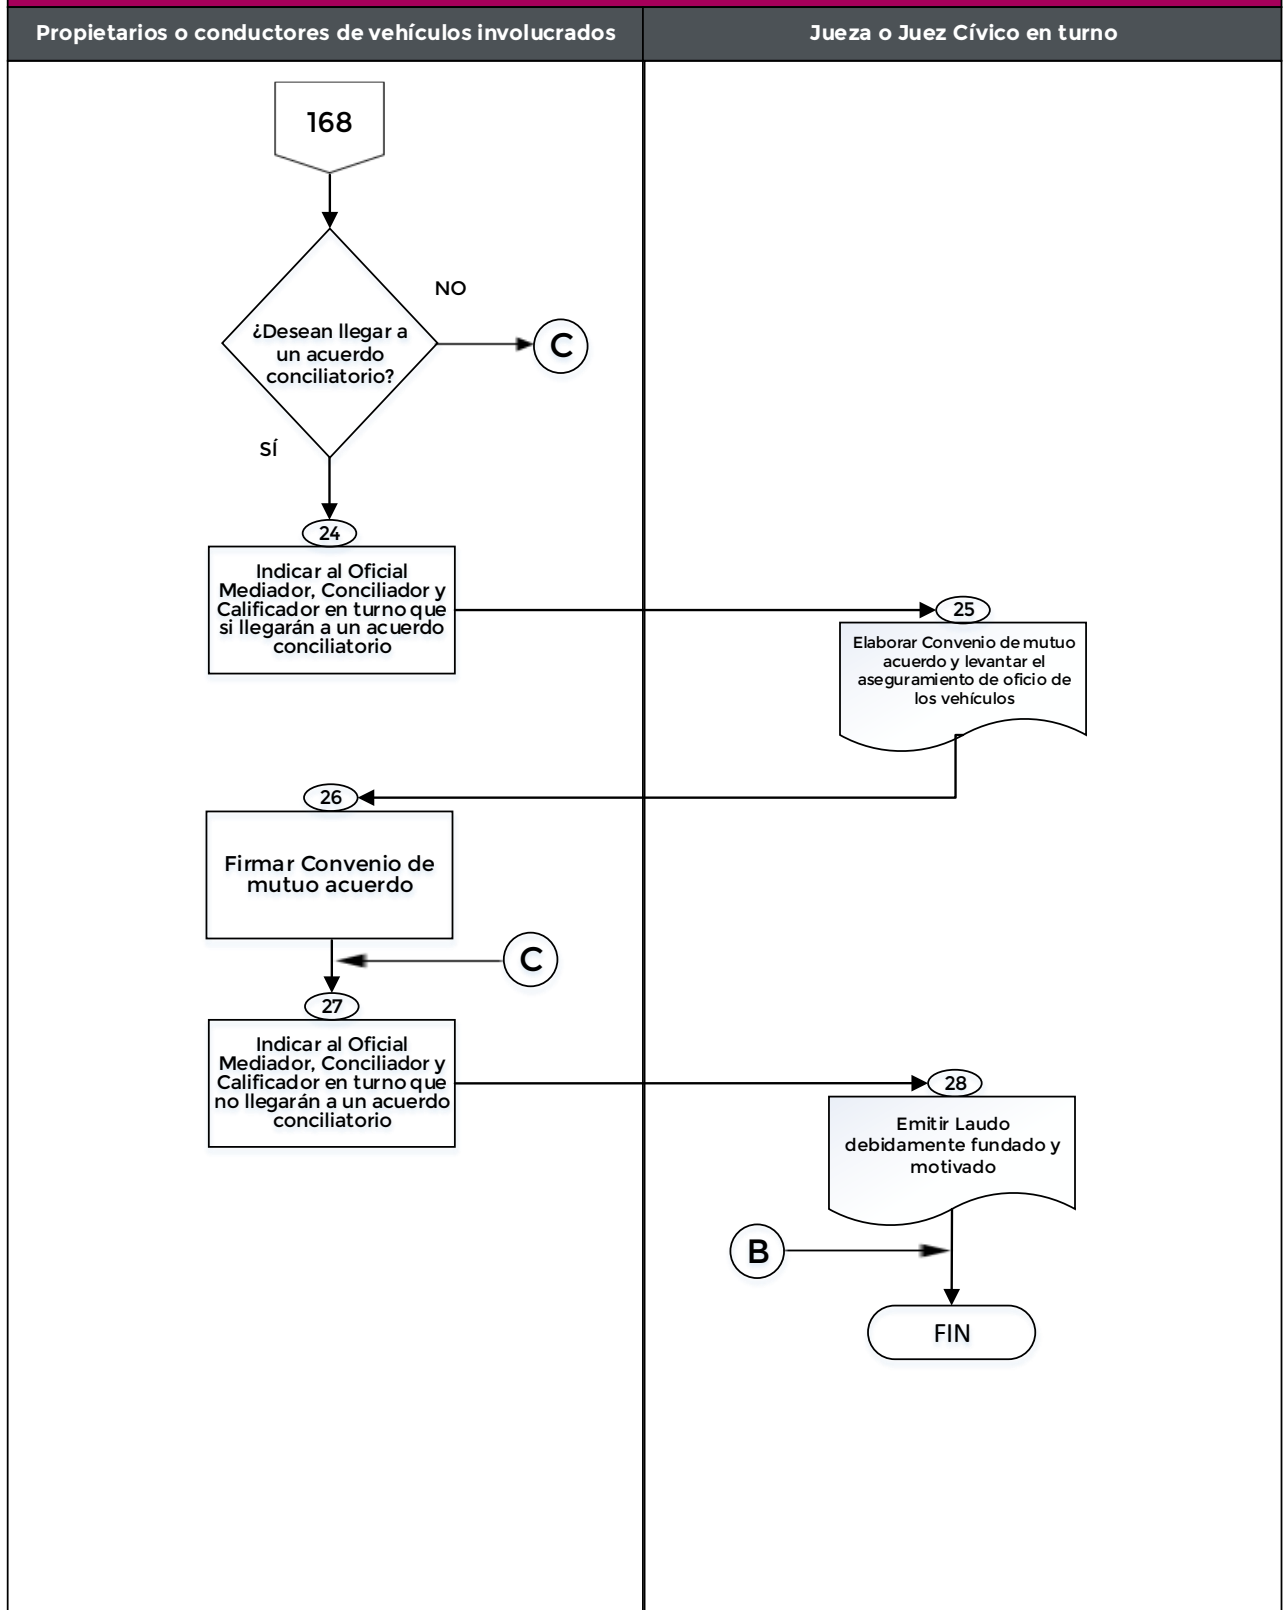 Propietarios o conductores de vehículos involucrados
Jueza o Juez Cívico en turno
168
NO
¿Desean llegar a
un acuerdo
conciliatorio?
C
SÍ
24
Indicar al Oficial
Mediador, Conciliador y
Calificador en turno que
si llegarán a un acuerdo
conciliatorio
25
Elaborar Convenio de mutuo
acuerdo y levantar el
aseguramiento de oficio de
los vehículos
26
Firmar Convenio de
mutuo acuerdo
C
27
Indicar al Oficial
Mediador, Conciliador y
Calificador en turno que
no llegarán a un acuerdo
conciliatorio
28
Emitir Laudo
debidamente fundado y
motivado
B
FIN